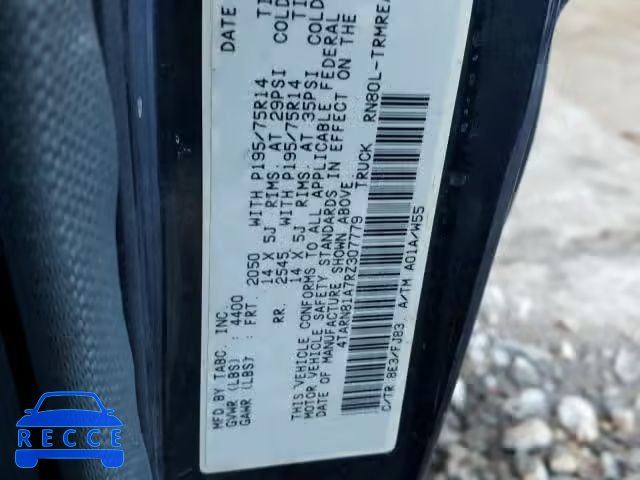 MFD BY TABC, INC. DATE
GVWR (LBS) : 4400
GAWR (LBS) : FRT. 2050 WITH P195/75R14 TI
14 X 5J RIMS. AT 29PSI COLD
RR. 2545 WITH P195/75R14 TI
14 X 5J RIMS. AT 35PSI COLD
THIS VEHICLE CONFORMS TO ALL APPLICABLE FEDERAL
MOTOR VEHICLE SAFETY STANDARDS IN EFFECT ON THE
DATE OF MANUFACTURE SHOWN ABOVE.
4TARN81A7RZ307779 TRUCK RN80L-TRMREA
C/TR 8E3/FJ83 A/TM A01A/W55
RECCE